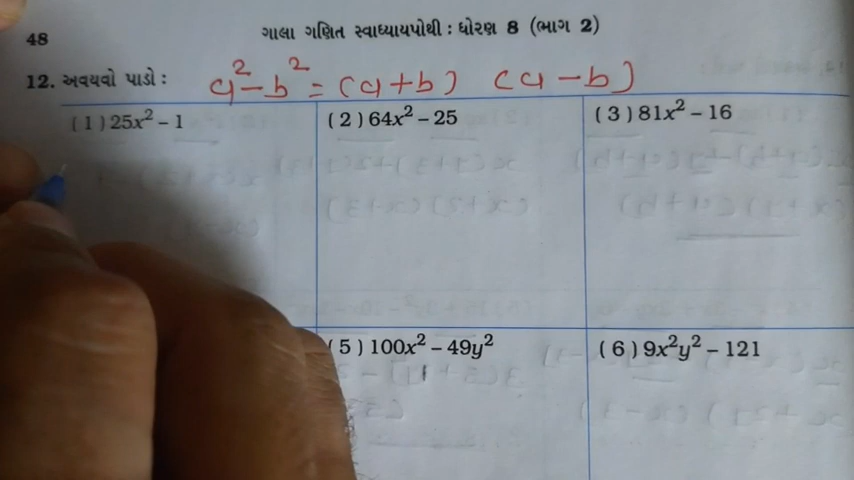 48
ગાલા ગણિત સ્વાધ્યાયપોથી : ધોરણ 8 (ભાગ 2)
12. અવયવો પાડો : a² – b² = (a + b) (a – b)
(1) 25x² – 1
(2) 64x² – 25
(3) 81x² – 16
(5) 100x² – 49y²
(6) 9x²y² – 121